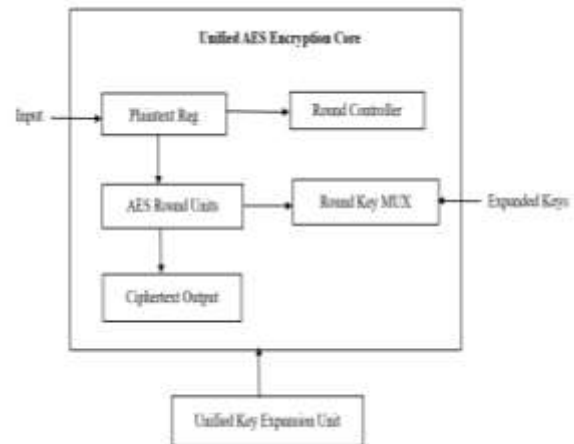 Unified AES Encryption Core
Input
Plaintext Reg
Round Controller
AES Round Units
Round Key MUX
Expanded Keys
Ciphertext Output
Unified Key Expansion Unit